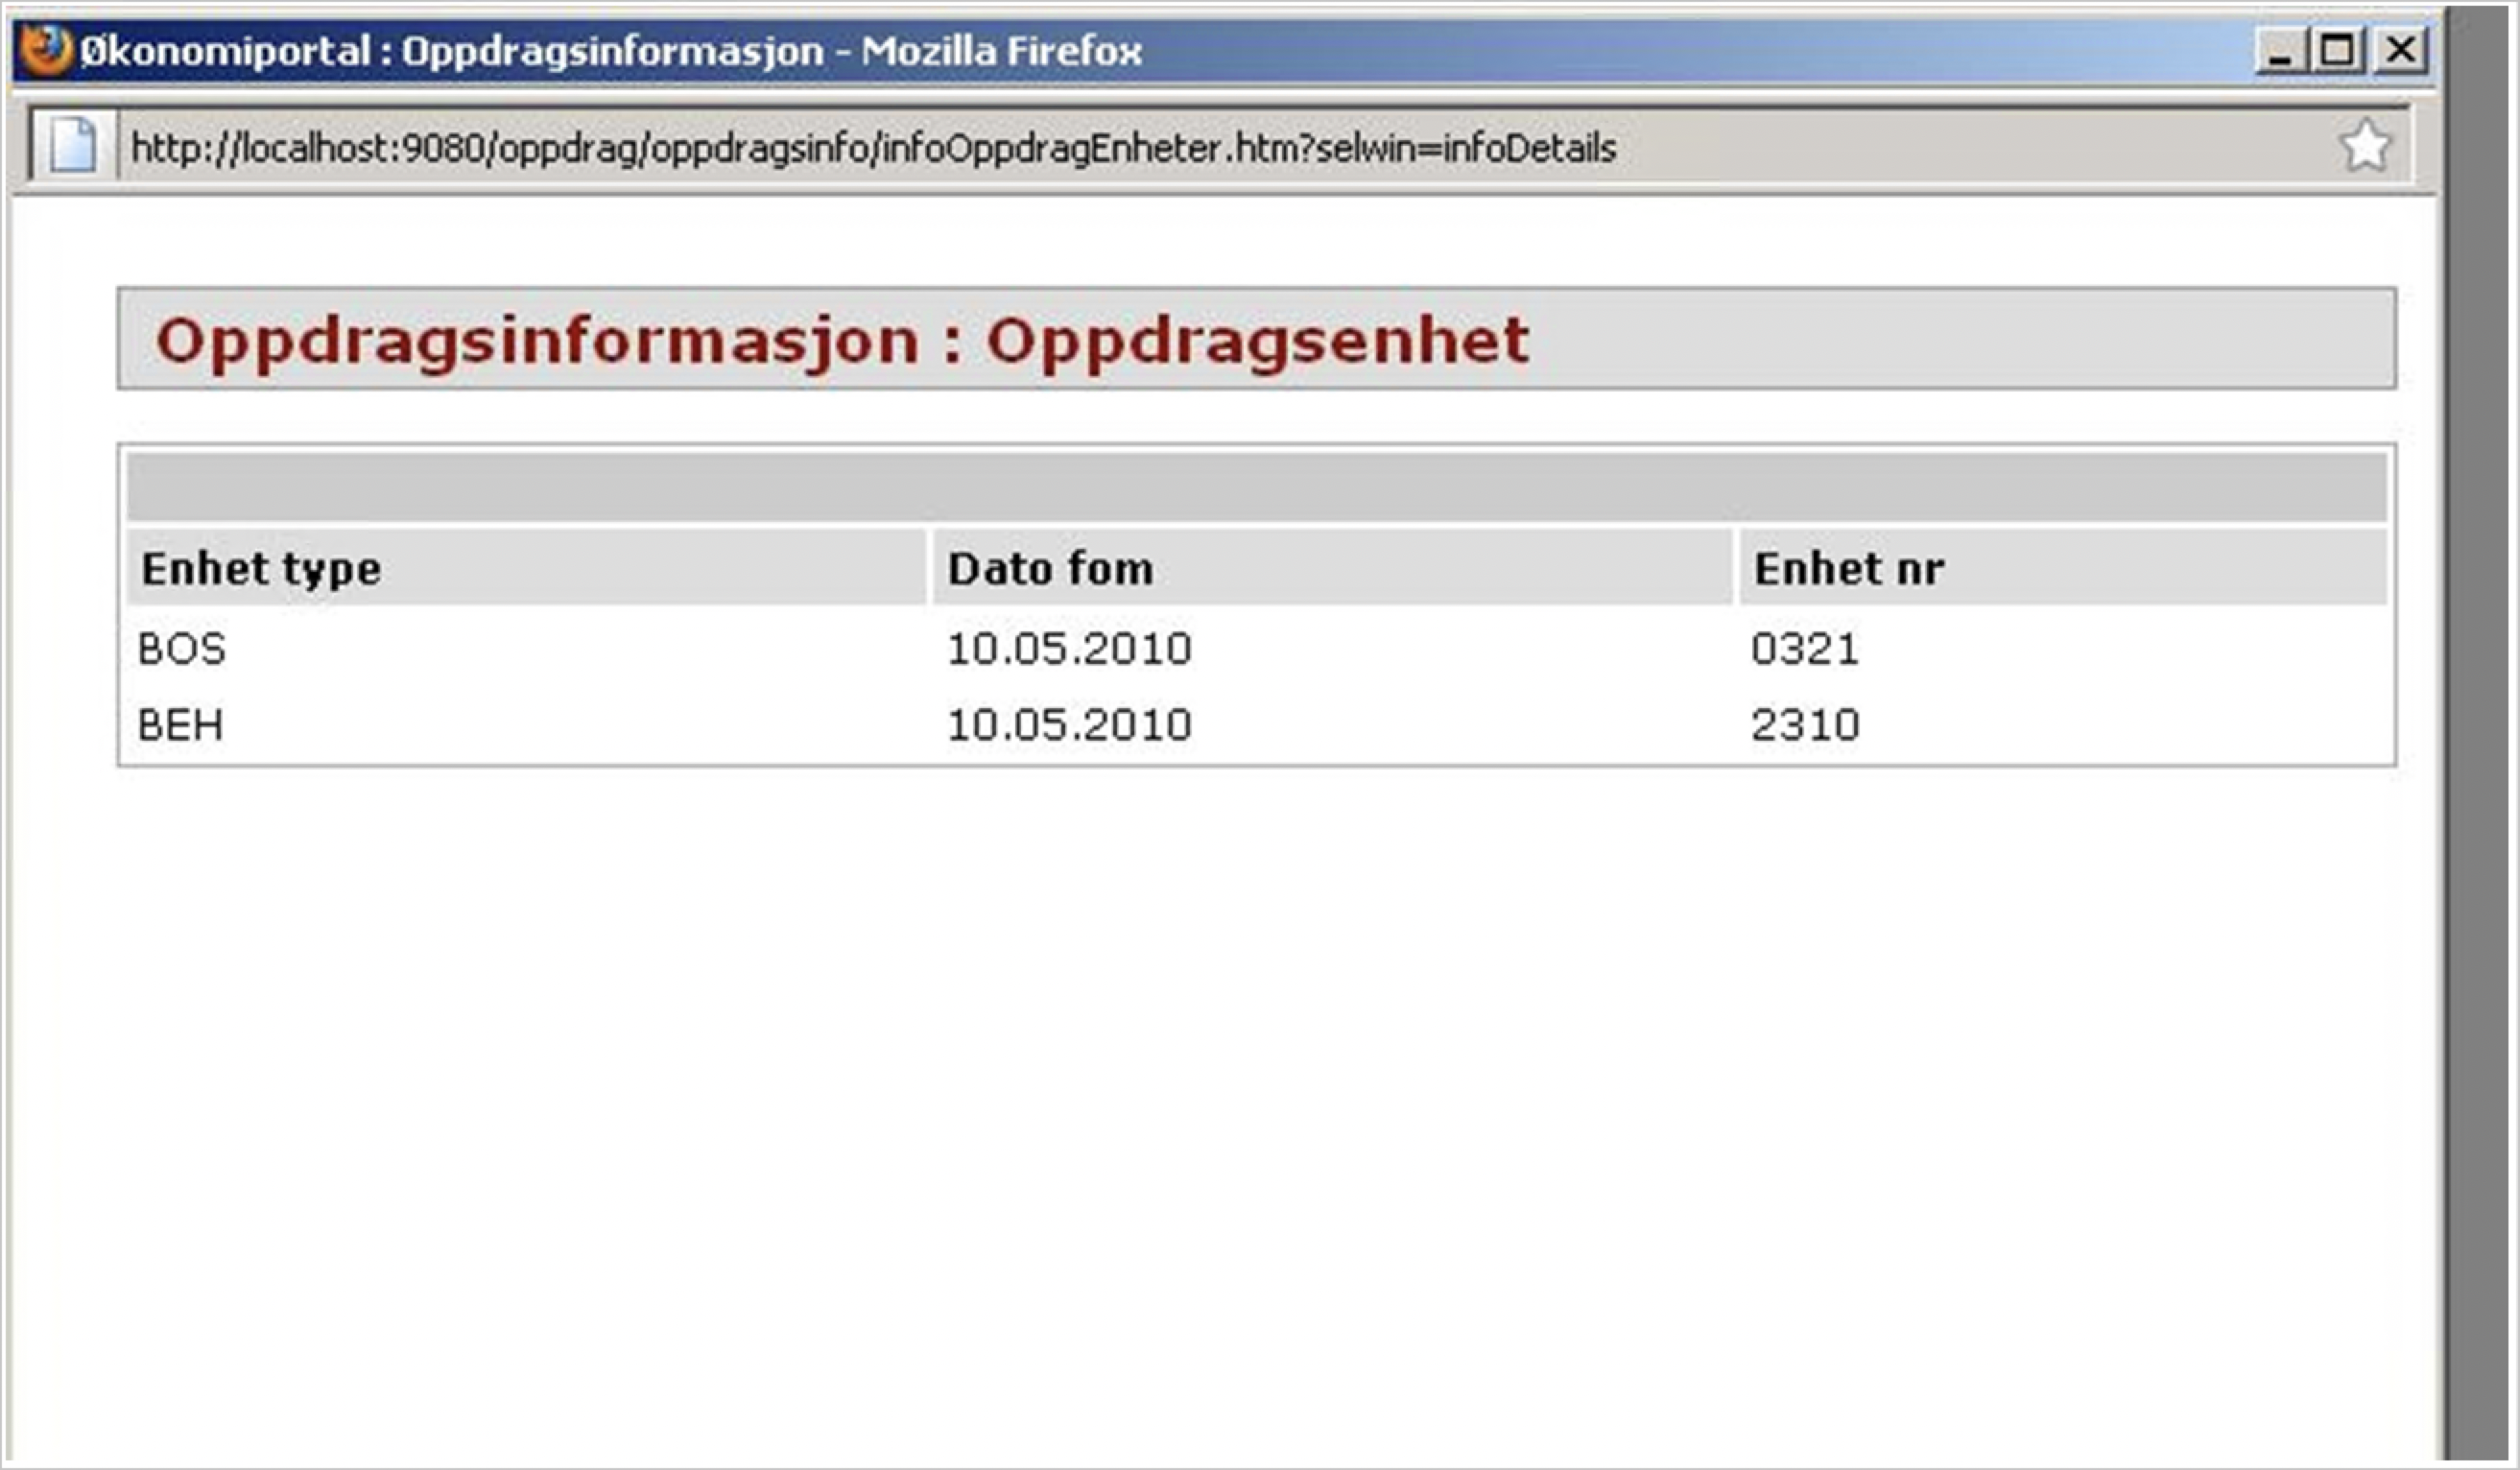 Økonomiportal : Oppdragsinformasjon - Mozilla Firefox
http://localhost:9080/oppdrag/oppdragsinfo/infoOppdragEnheter.htm?selwin=infoDetails
Oppdragsinformasjon : Oppdragsenhet
Enhet type Dato fom Enhet nr
BOS 10.05.2010 0321
BEH 10.05.2010 2310